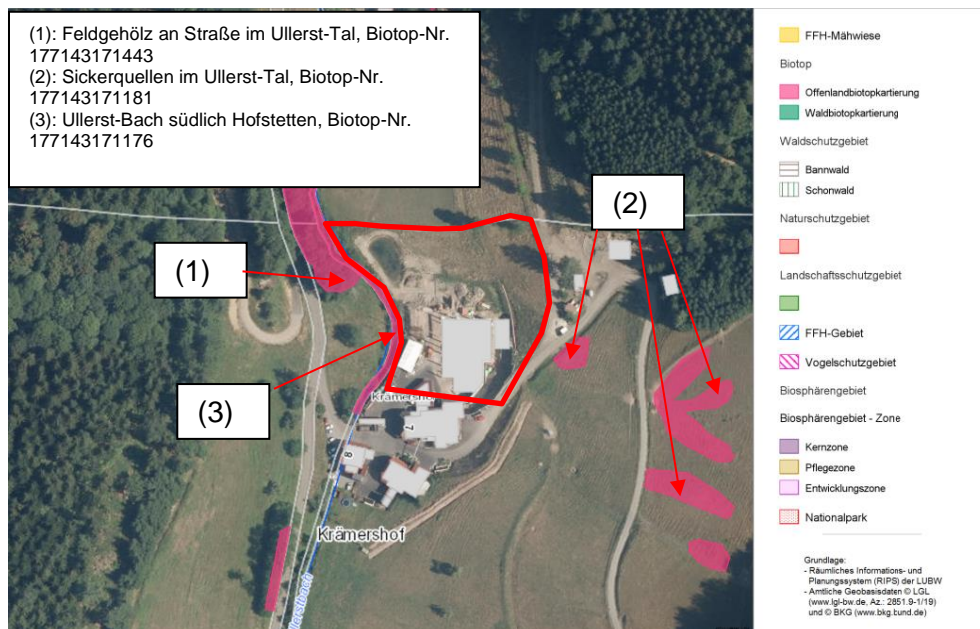 (1): Feldgehölz an Straße im Ullerst-Tal, Biotop-Nr.
177143171443
(2): Sickerquellen im Ullerst-Tal, Biotop-Nr.
177143171181
(3): Ullerst-Bach südlich Hofstetten, Biotop-Nr.
177143171176
(1)
(2)
(3)
Krämershof
7
8
Krämershof
Ullerstbach
FFH-Mähwiese
Biotop
Offenlandbiotopkartierung
Waldbiotopkartierung
Waldschutzgebiet
Bannwald
Schonwald
Naturschutzgebiet
Landschaftsschutzgebiet
FFH-Gebiet
Vogelschutzgebiet
Biosphärengebiet
Biosphärengebiet - Zone
Kernzone
Pflegezone
Entwicklungszone
Nationalpark
Grundlage:
- Räumliches Informations- und
Planungssystem (RIPS) der LUBW
- Amtliche Geobasisdaten © LGL
(www.lgl-bw.de, Az.: 2851.9-1/19)
und © BKG (www.bkg.bund.de)